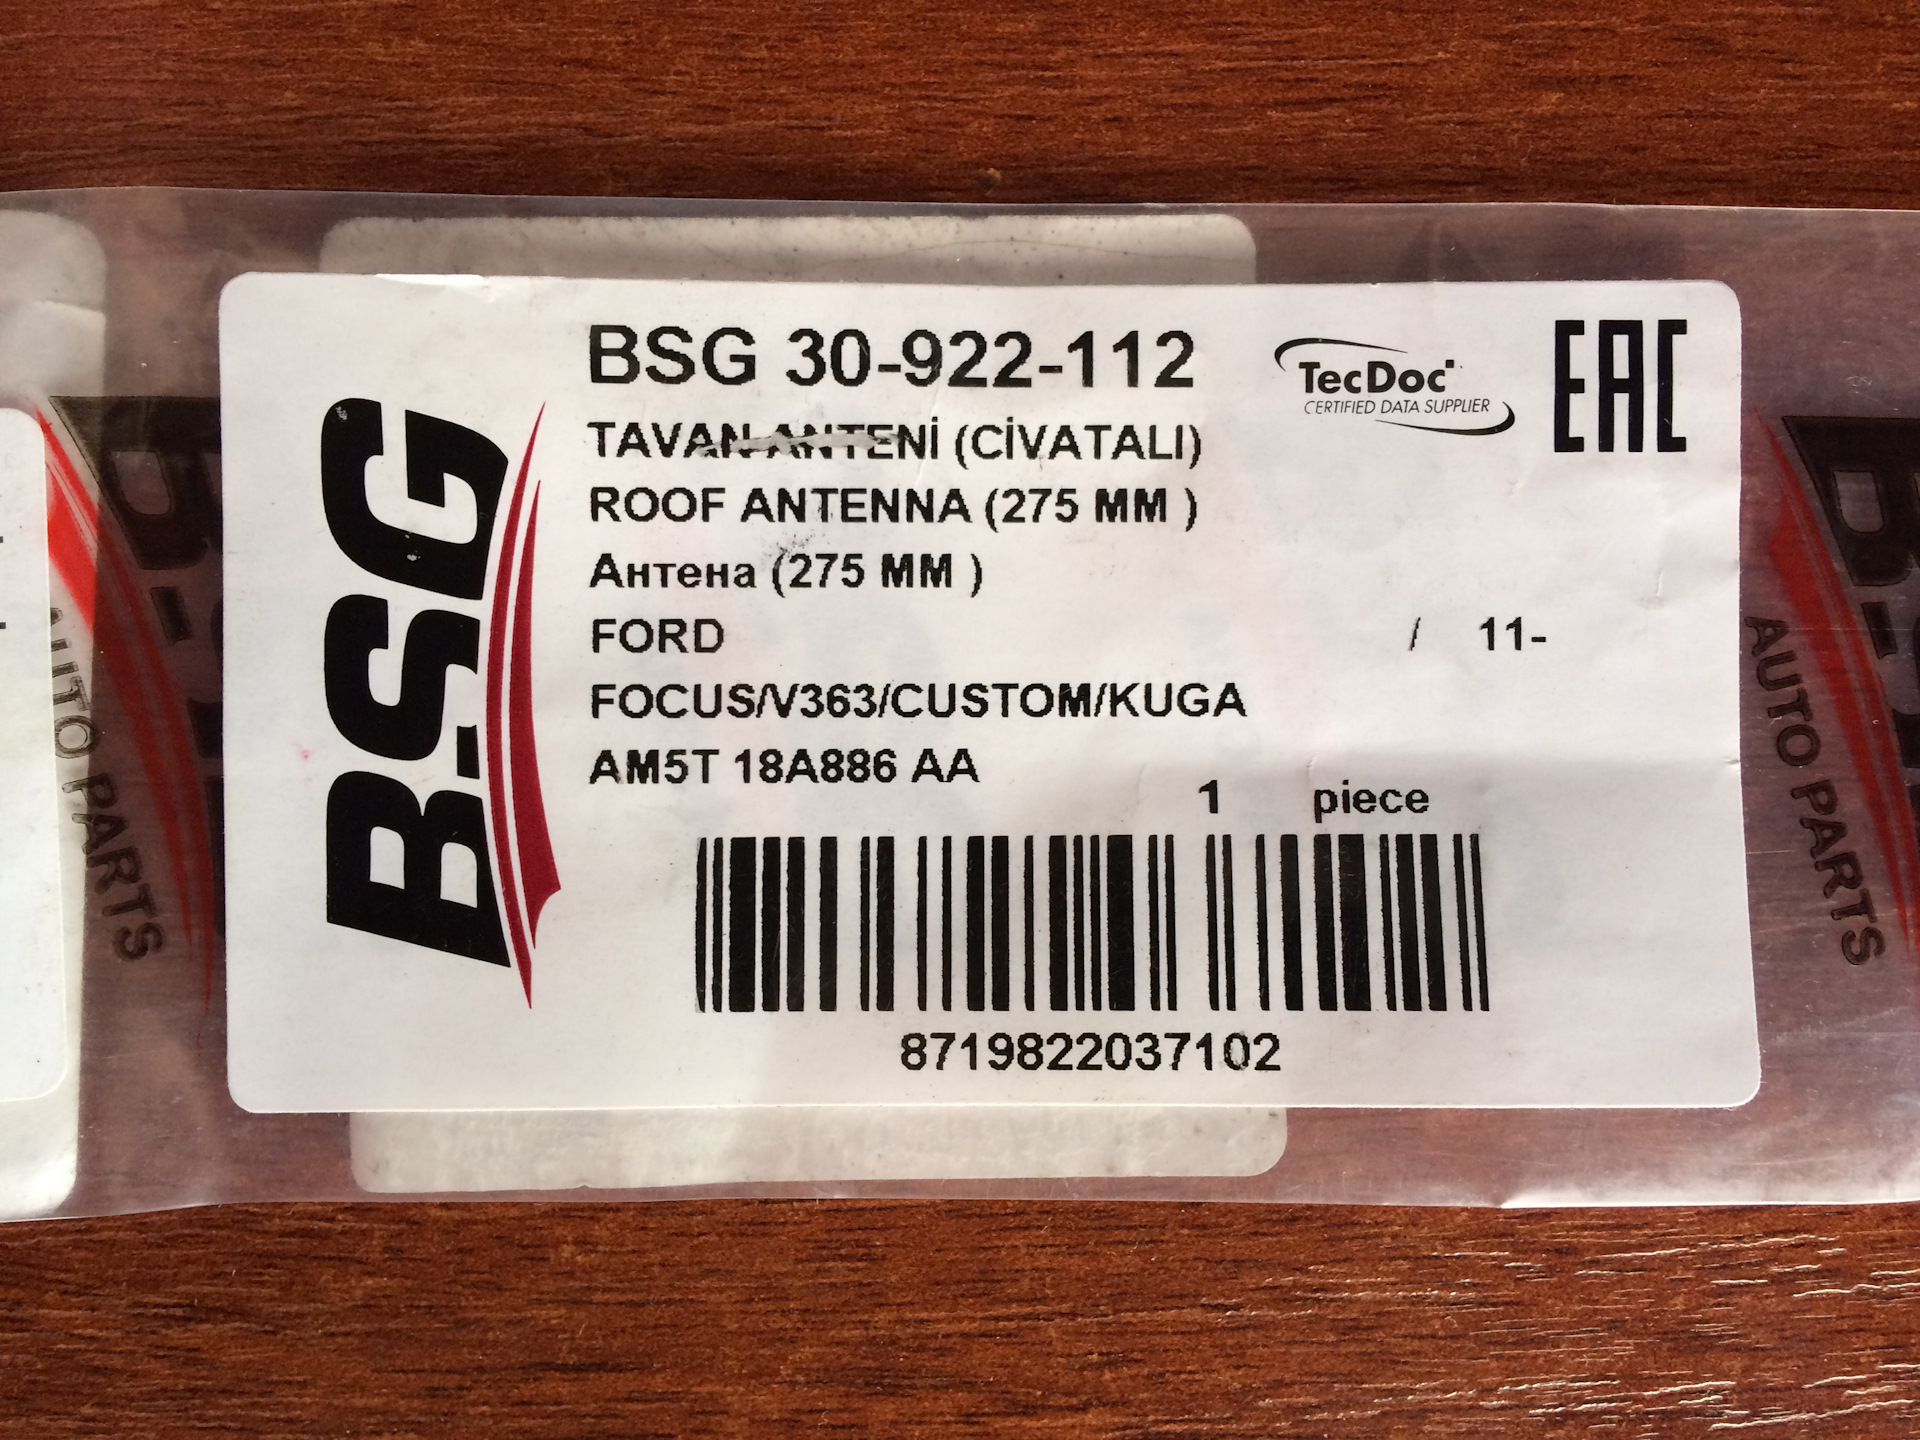 BSG
BSG 30-922-112
TecDoc
CERTIFIED DATA SUPPLIER
EAC
TAVAN ANTENİ (CİVATALI)
ROOF ANTENNA (275 MM )
Антена (275 MM )
FORD / 11-
FOCUS/V363/CUSTOM/KUGA
AM5T 18A886 AA
1 piece
8719822037102
AUTO PARTS
AUTO PARTS